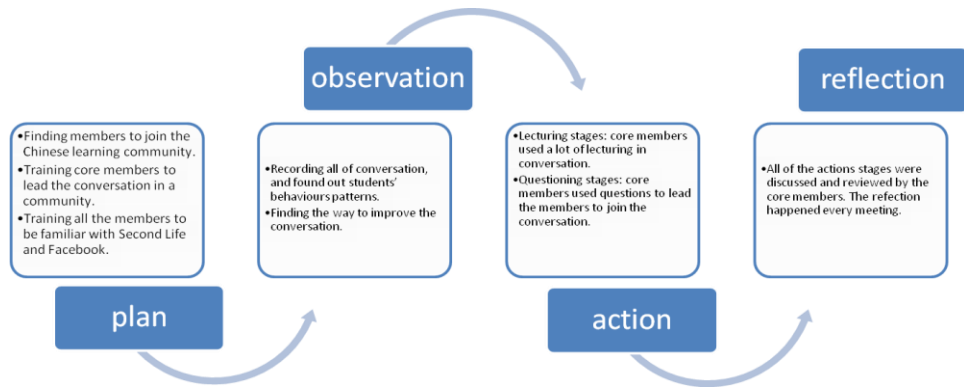 plan
•Finding members to join the
Chinese learning community.
•Training core members to
lead the conversation in a
community.
•Training all the members to
be familiar with Second Life
and Facebook.
observation
•Recording all of conversation,
and found out students’
behaviours patterns.
•Finding the way to improve the
conversation.
action
•Lecturing stages: core members
used a lot of lecturing in
conversation.
•Questioning stages: core
members used questions to lead
the members to join the
conversation.
reflection
•All of the actions stages were
discussed and reviewed by the
core members. The refection
happened every meeting.